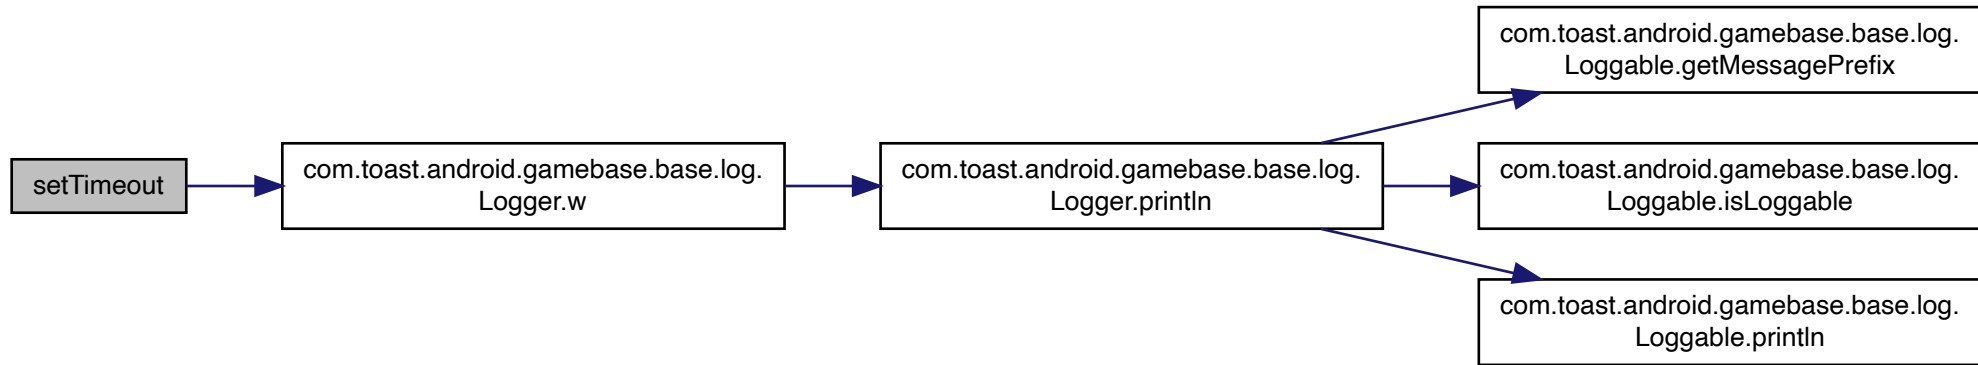 setTimeout
com.toast.android.gamebase.base.log.
Logger.w
com.toast.android.gamebase.base.log.
Logger.println
com.toast.android.gamebase.base.log.
Loggable.getMessagePrefix
com.toast.android.gamebase.base.log.
Loggable.isLoggable
com.toast.android.gamebase.base.log.
Loggable.println